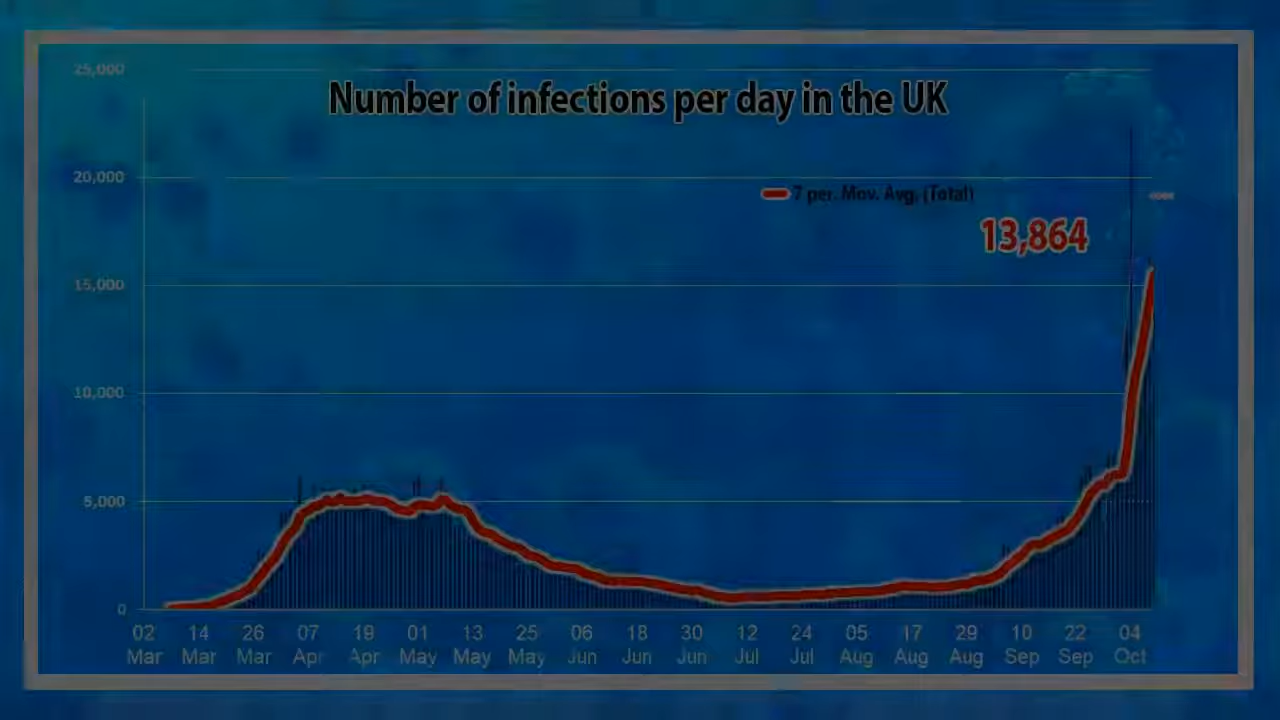 25,000
Number of infections per day in the UK
20,000
7 per. Mov. Avg. (Total)
13,864
15,000
10,000
5,000
0
02 14 26 07 19 01 13 25 06 18 30 12 24 05 17 29 10 22 04
Mar Mar Mar Apr Apr May May May Jun Jun Jun Jul Jul Aug Aug Aug Sep Sep Oct